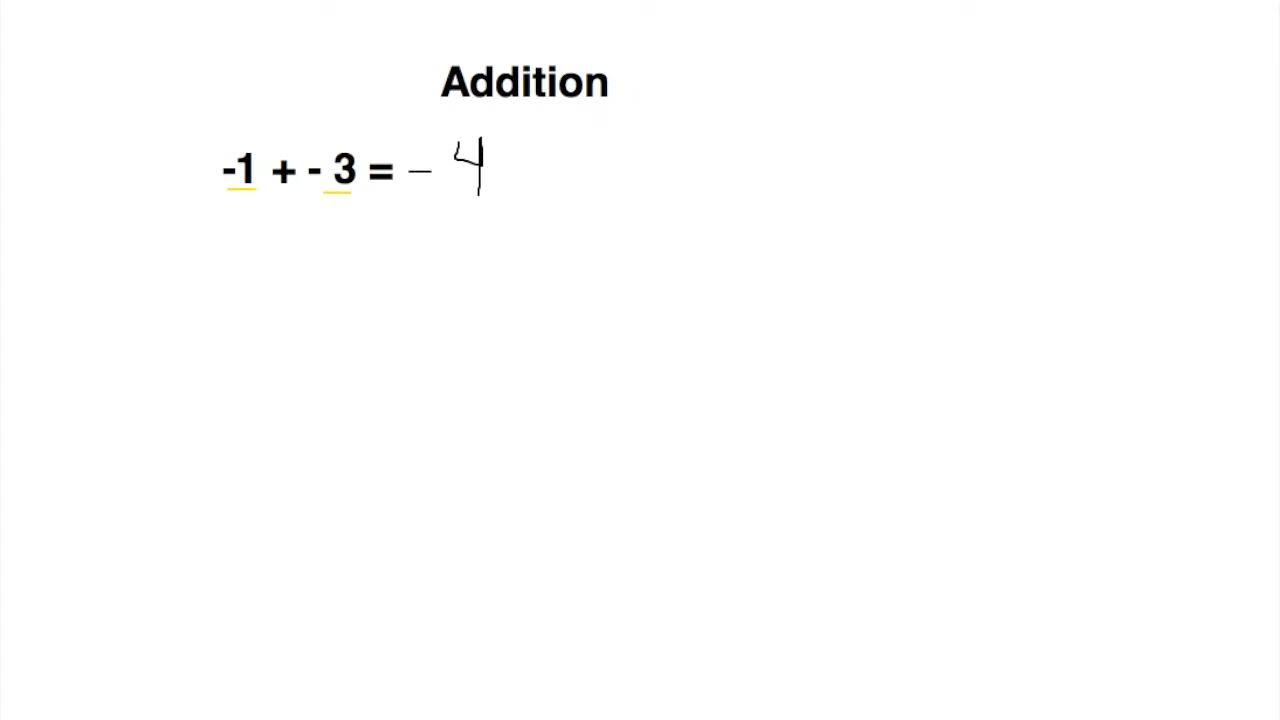 Addition
-1 + - 3 = - 4